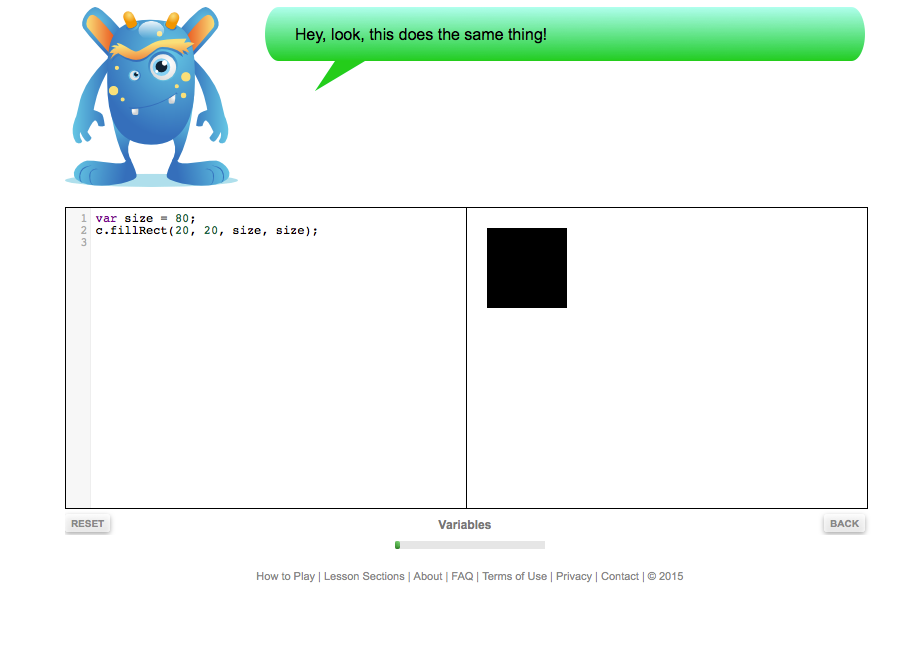 Hey, look, this does the same thing!
1 var size = 80;
2 c.fillRect(20, 20, size, size);
3
RESET Variables BACK
How to Play | Lesson Sections | About | FAQ | Terms of Use | Privacy | Contact | © 2015